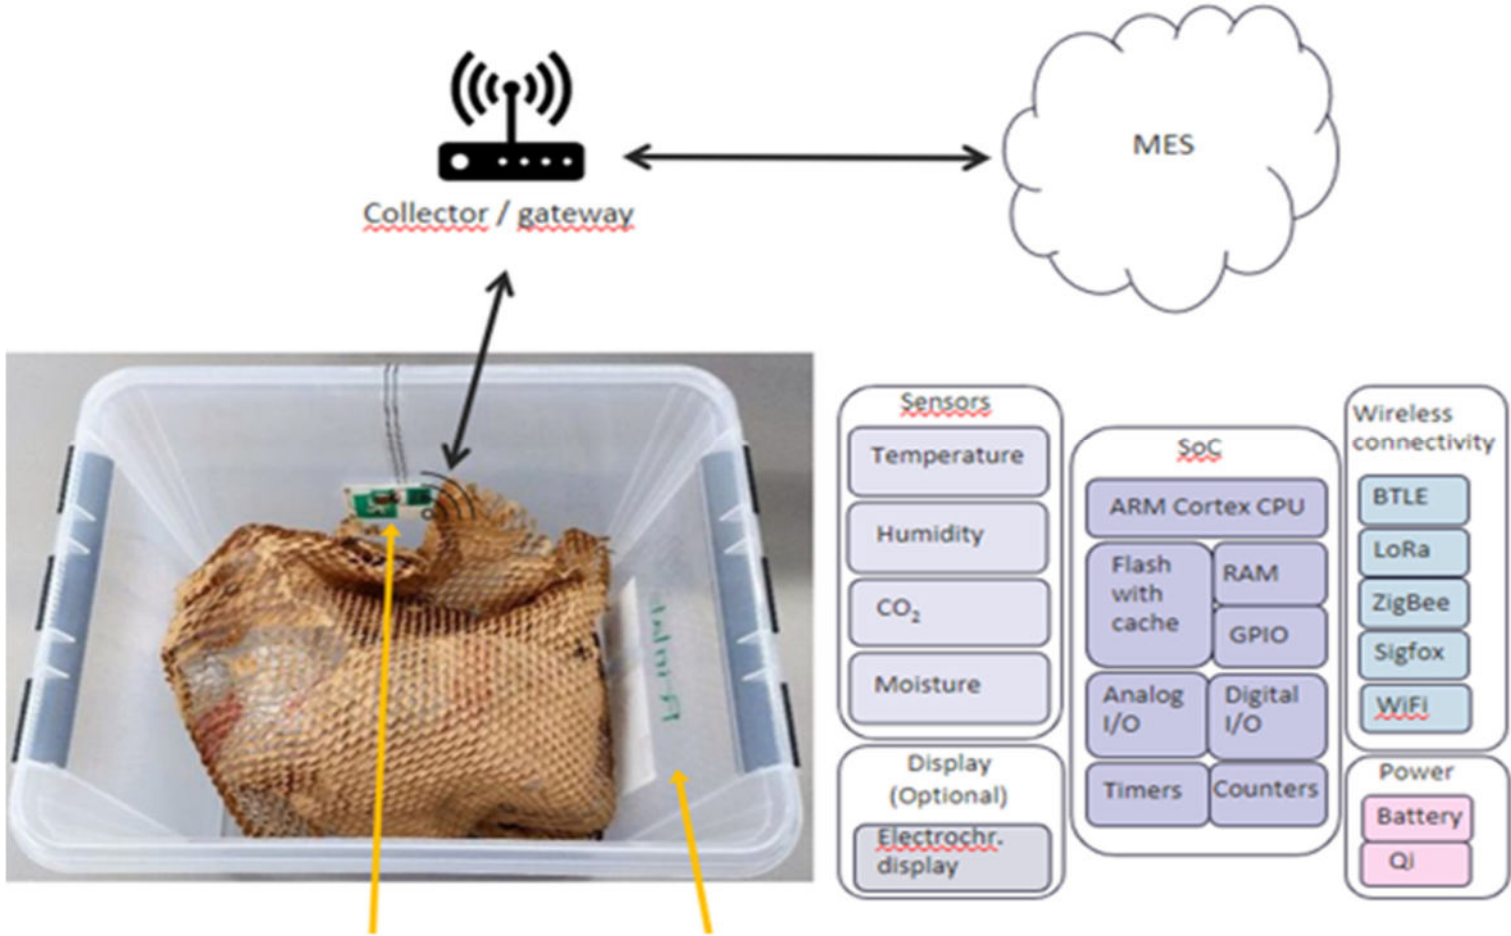 MES
Collector / gateway
Sensors
Temperature
Humidity
CO₂
Moisture
Display
(Optional)
Electrochr.
display
SoC
ARM Cortex CPU
Flash
with
cache
RAM
GPIO
Analog
I/O
Digital
I/O
Timers
Counters
Wireless
connectivity
BTLE
LoRa
ZigBee
Sigfox
WiFi
Power
Battery
Qi